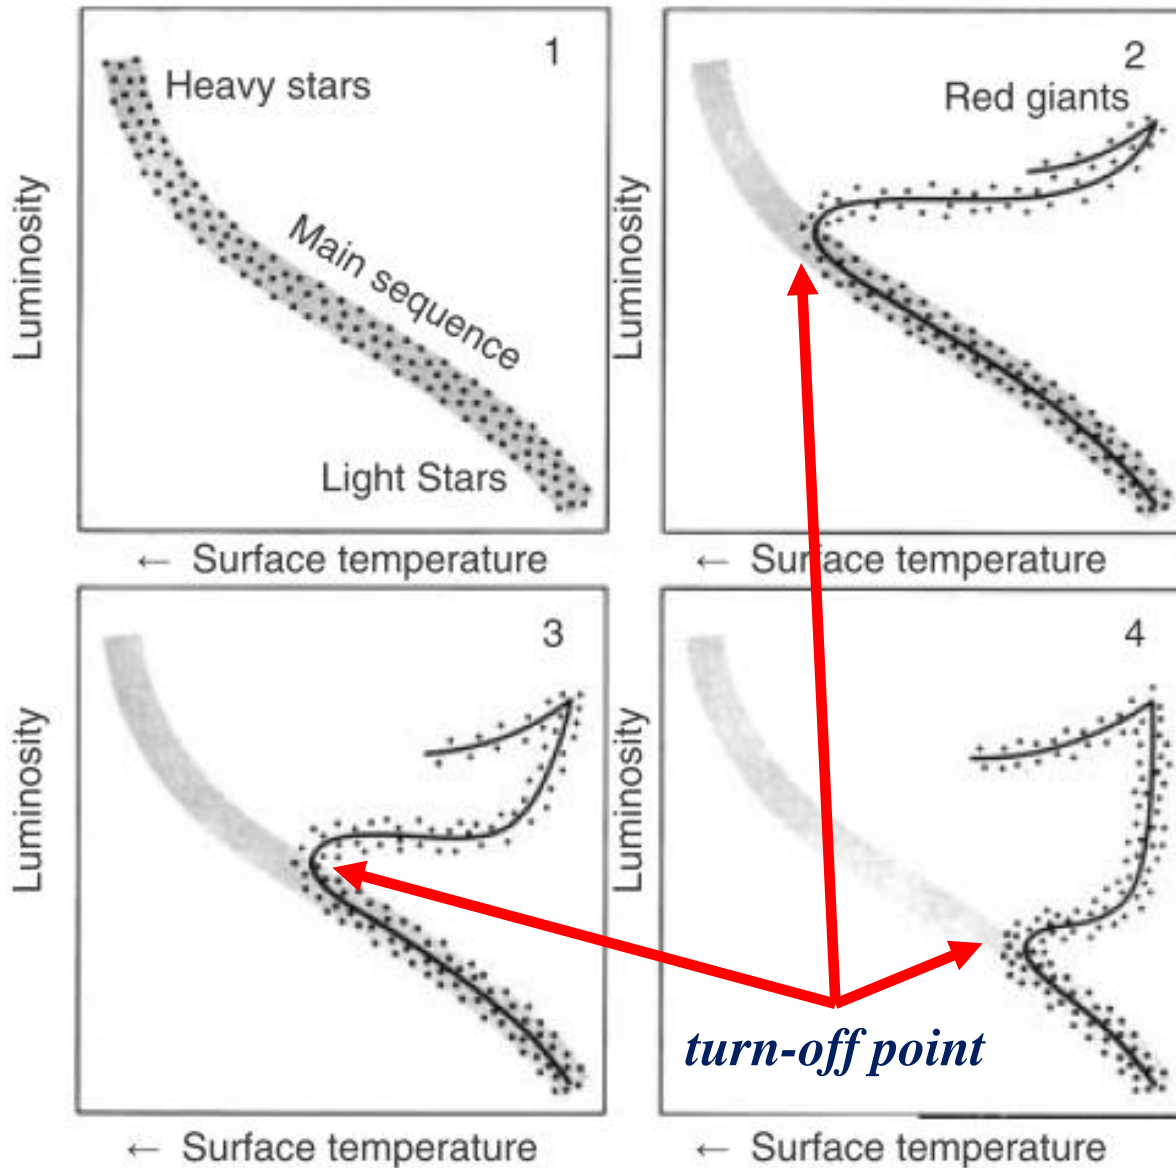 1
Heavy stars
Main sequence
Light Stars
Luminosity
← Surface temperature
2
Red giants
Luminosity
← Surface temperature
3
Luminosity
← Surface temperature
4
Luminosity
turn-off point
← Surface temperature